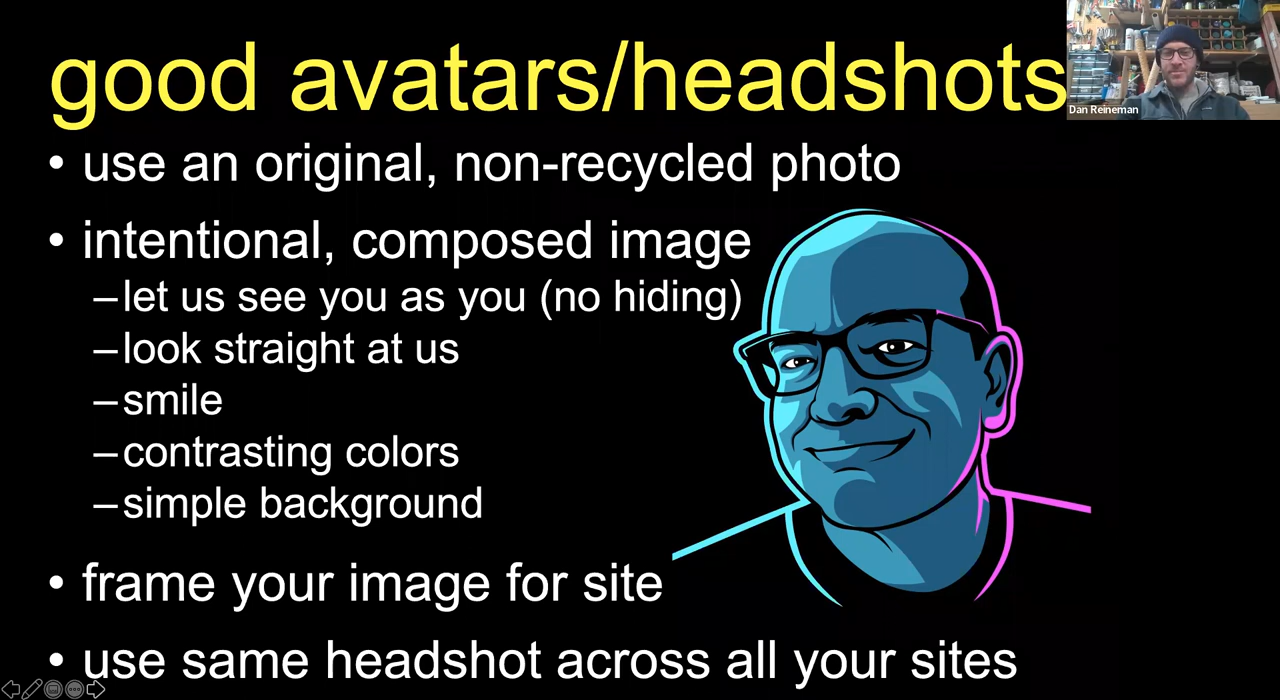 good avatars/headshots
Dan Reineman
• use an original, non-recycled photo
• intentional, composed image
–let us see you as you (no hiding)
–look straight at us
–smile
–contrasting colors
–simple background
• frame your image for site
• use same headshot across all your sites